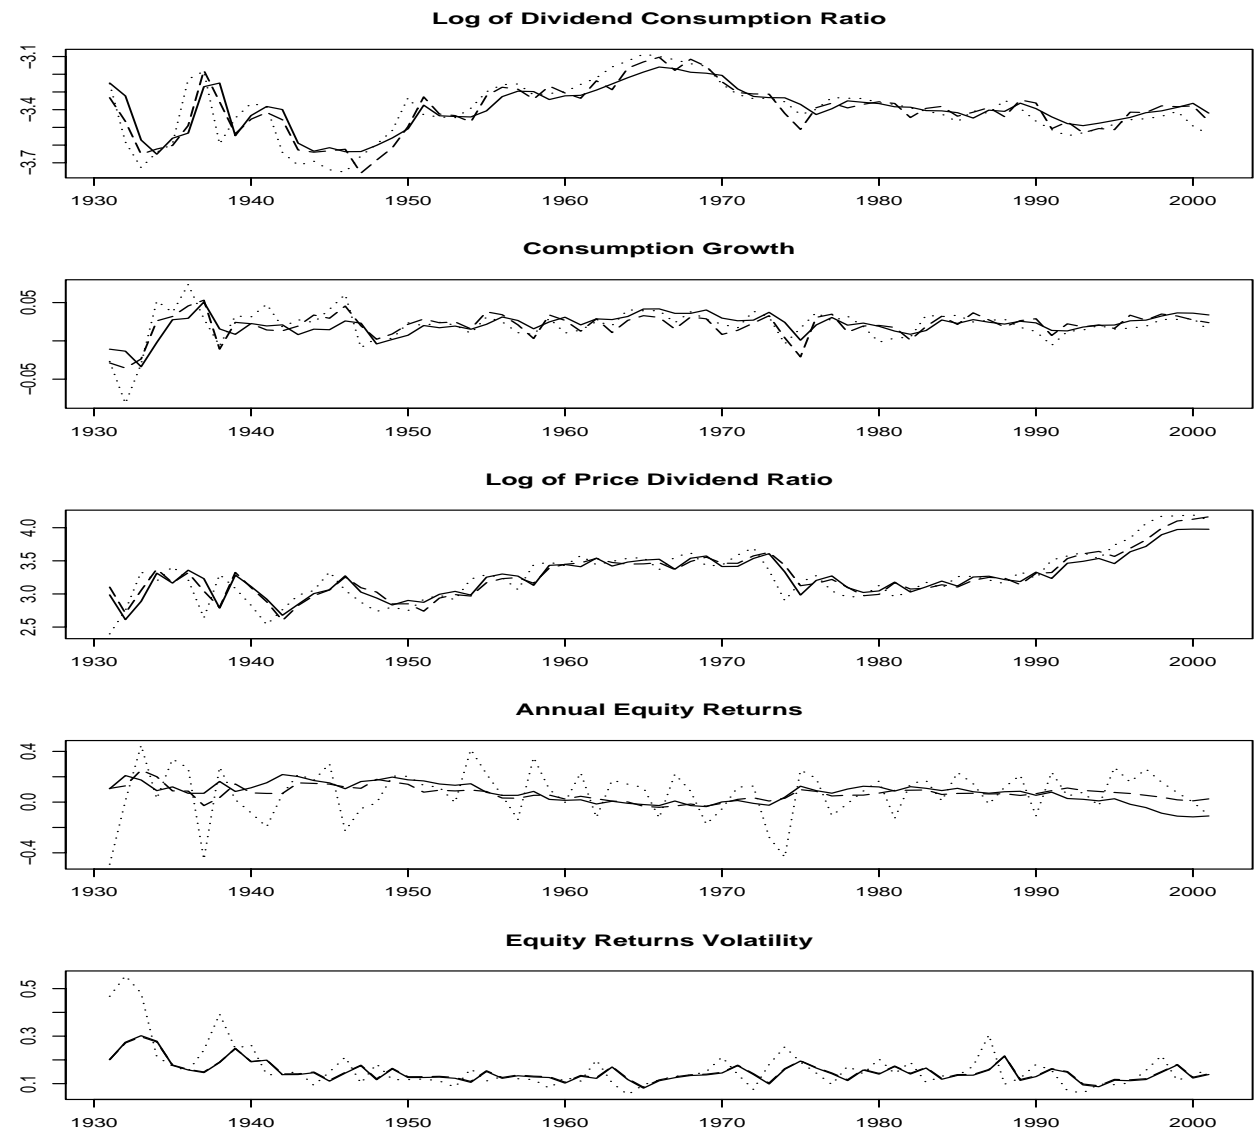 Log of Dividend Consumption Ratio
-3.1
-3.4
-3.7
1930 1940 1950 1960 1970 1980 1990 2000
Consumption Growth
0.05
-0.05
1930 1940 1950 1960 1970 1980 1990 2000
Log of Price Dividend Ratio
4.0
3.5
3.0
2.5
1930 1940 1950 1960 1970 1980 1990 2000
Annual Equity Returns
0.4
0.0
-0.4
1930 1940 1950 1960 1970 1980 1990 2000
Equity Returns Volatility
0.5
0.3
0.1
1930 1940 1950 1960 1970 1980 1990 2000